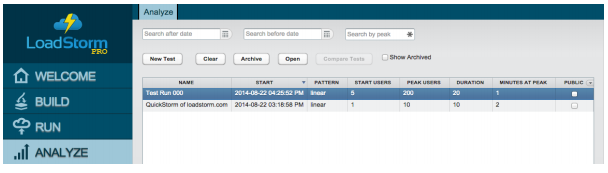 LoadStorm
PRO
WELCOME
BUILD
RUN
ANALYZE
Analyze
Search after date Search before date Search by peak
New Test Clear Archive Open Compare Tests Show Archived
NAME START PATTERN START USERS PEAK USERS DURATION MINUTES AT PEAK PUBLIC
Test Run 000 2014-08-22 04:25:52 PM linear 5 200 20 1
QuickStorm of loadstorm.com 2014-08-22 03:18:58 PM linear 1 10 10 2